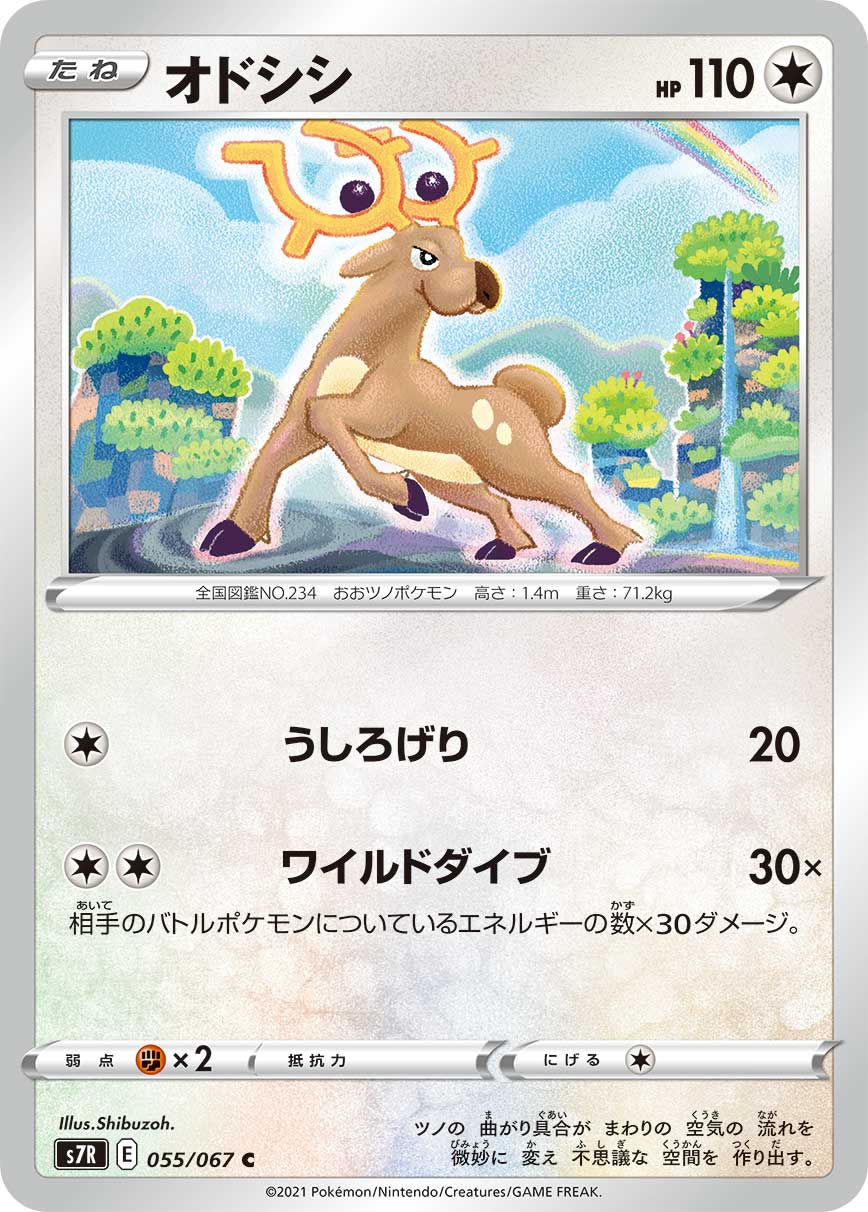 たね オドシシ HP 110
全国図鑑NO.234 おおツノポケモン 高さ：1.4m 重さ：71.2kg
うしろげり 20
ワイルドダイブ 30×
相手のバトルポケモンについているエネルギーの数×30ダメージ。
弱点 ×2 抵抗力 にげる
Illus.Shibuzoh.
ツノの 曲がり具合が まわりの 空気の 流れを
微妙に 変え 不思議な 空間を 作り出す。
s7R E 055/067 C
©2021 Pokémon/Nintendo/Creatures/GAME FREAK.